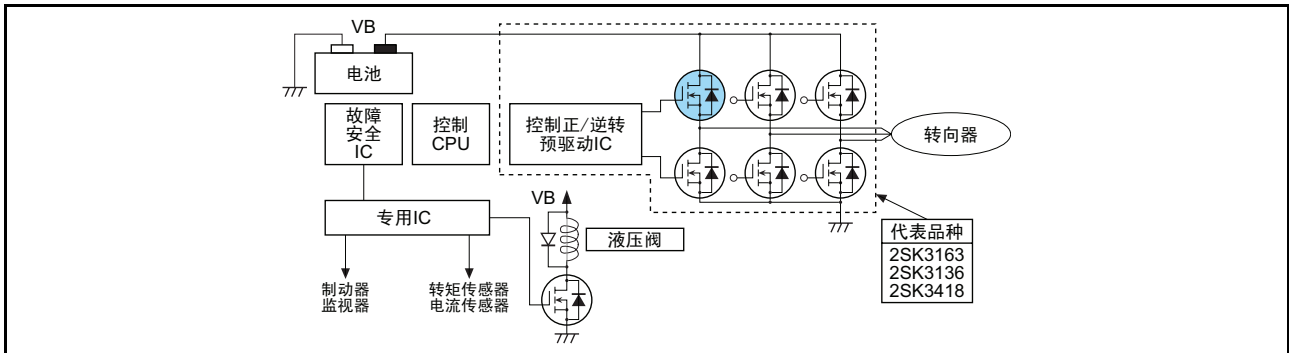 VB
电池
故障
安全
IC
控制
CPU
控制正/逆转
预驱动IC
转向器
专用IC
VB
液压阀
制动器
监视器
转矩传感器
电流传感器
代表品种
2SK3163
2SK3136
2SK3418